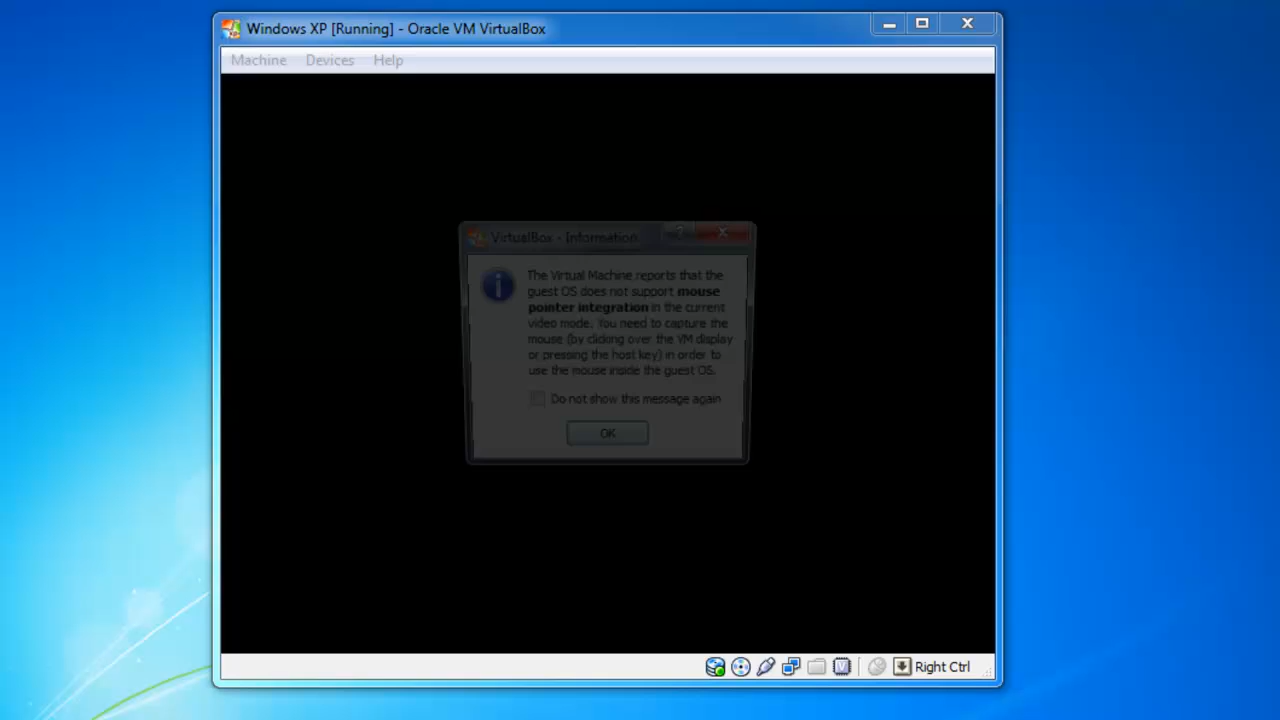 Windows XP [Running] - Oracle VM VirtualBox
Machine Devices Help
VirtualBox - Information
The Virtual Machine reports that the
guest OS does not support mouse
pointer integration in the current
video mode. You need to capture the
mouse (by clicking over the VM display
or pressing the host key) in order to
use the mouse inside the guest OS.
Do not show this message again
OK
Right Ctrl